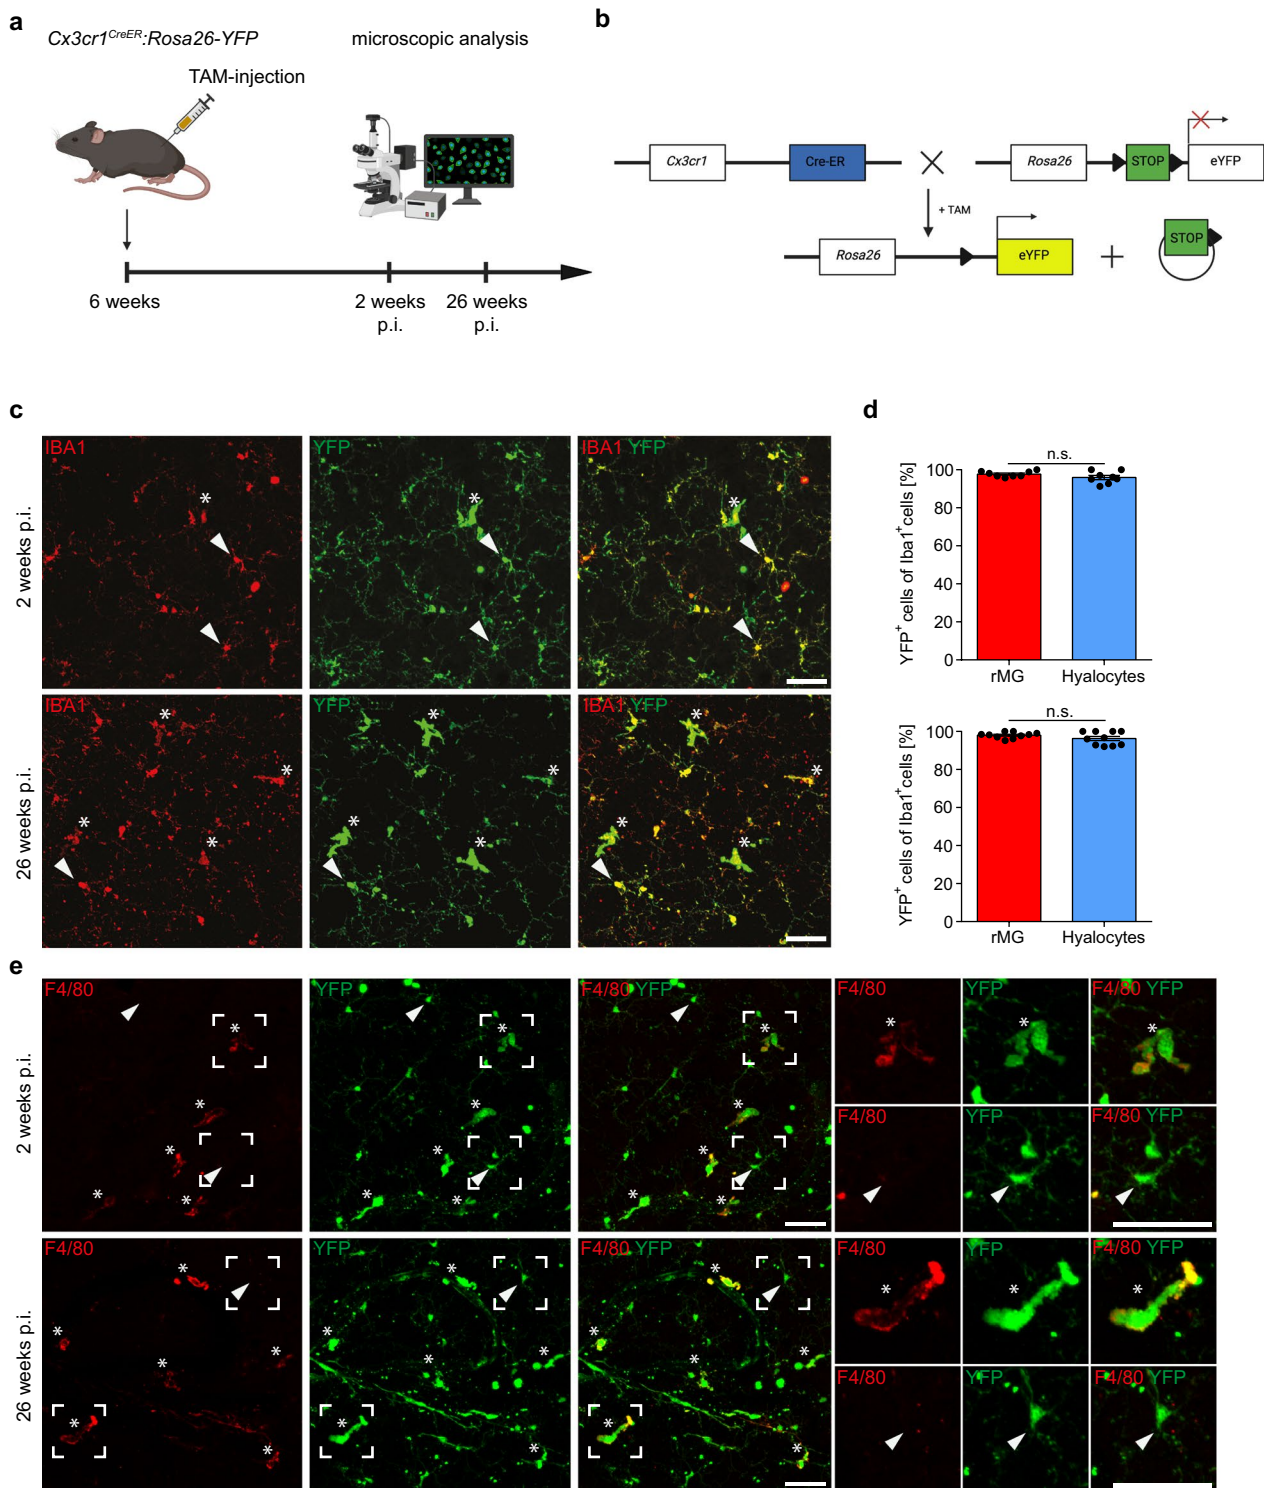 a
Cx3cr1CreER:Rosa26-YFP
microscopic analysis
TAM-injection
6 weeks
2 weeks
p.i.
26 weeks
p.i.
b
Cx3cr1
Cre-ER
Rosa26
STOP
eYFP
+ TAM
Rosa26
eYFP
STOP
c
2 weeks p.i.
IBA1
YFP
IBA1 YFP
* * *
26 weeks p.i.
IBA1
YFP
IBA1 YFP
d
n.s.
YFP+ cells of Iba1+cells [%]
100
80
60
40
20
0
rMG
Hyalocytes
n.s.
YFP+ cells of Iba1+cells [%]
100
80
60
40
20
0
rMG
Hyalocytes
e
2 weeks p.i.
F4/80
YFP
F4/80 YFP
F4/80
YFP
F4/80 YFP
F4/80
YFP
F4/80 YFP
26 weeks p.i.
F4/80
YFP
F4/80 YFP
F4/80
YFP
F4/80 YFP
F4/80
YFP
F4/80 YFP